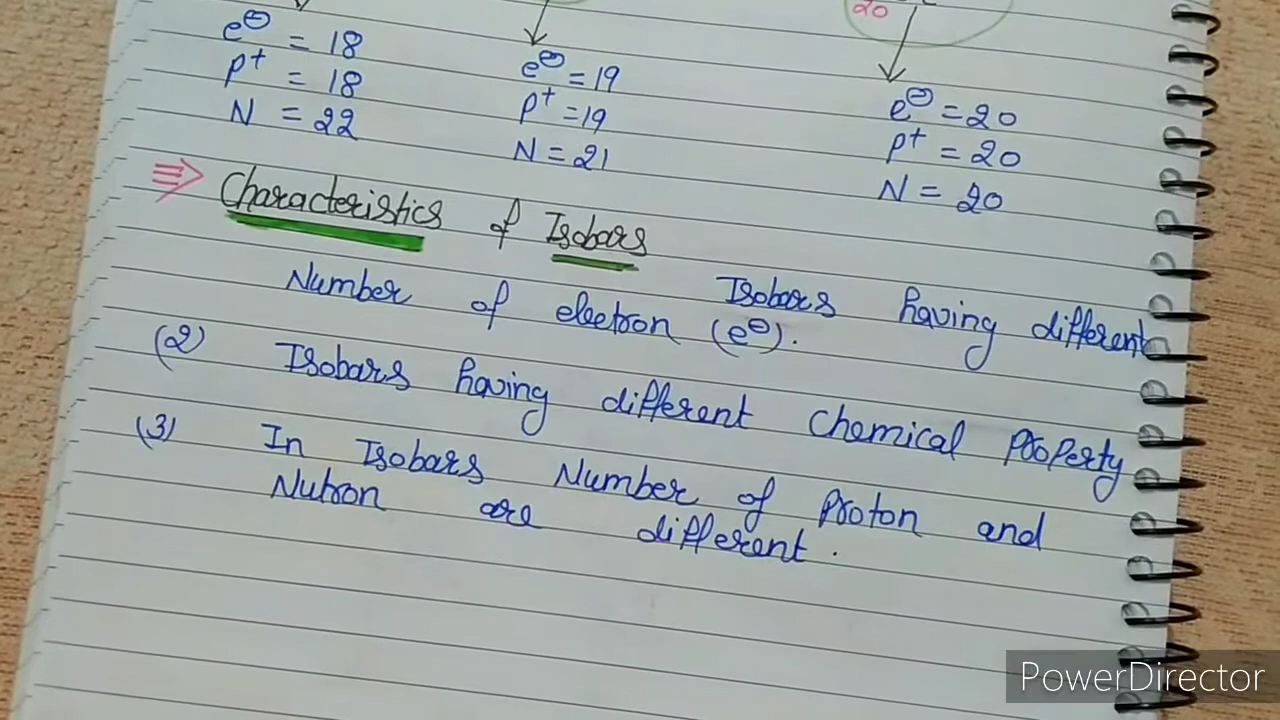 20
e⊖ = 18
p+ = 18
N = 22
e⊖ = 19
p+ = 19
N = 21
e⊖ = 20
p+ = 20
N = 20
⇛ Characteristics of Isobars
Isobars having different
Number of electron (e⊖).
(2) Isobars having different Chemical Property
(3) In Isobars Number of Proton and
Nutron are different.
PowerDirector